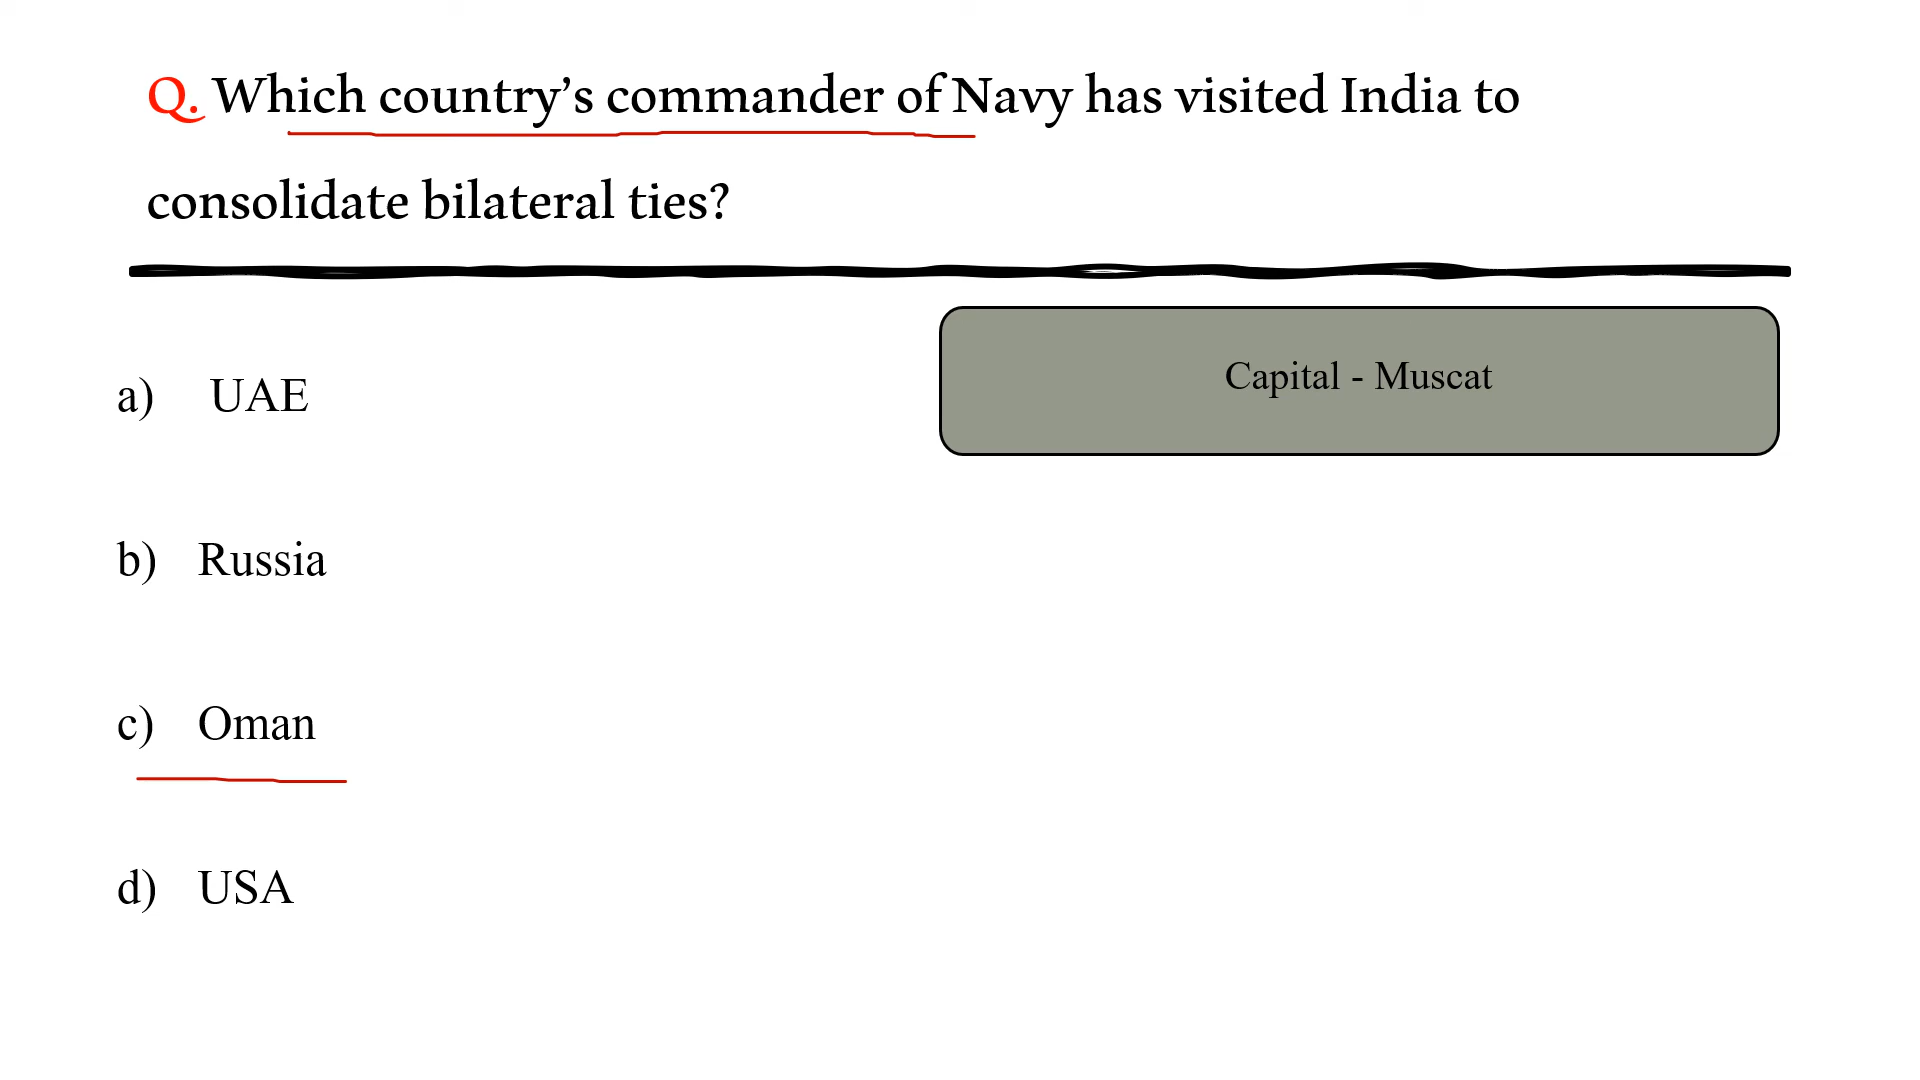 Q. Which country’s commander of Navy has visited India to
consolidate bilateral ties?
Capital - Muscat
a) UAE
b) Russia
c) Oman
d) USA